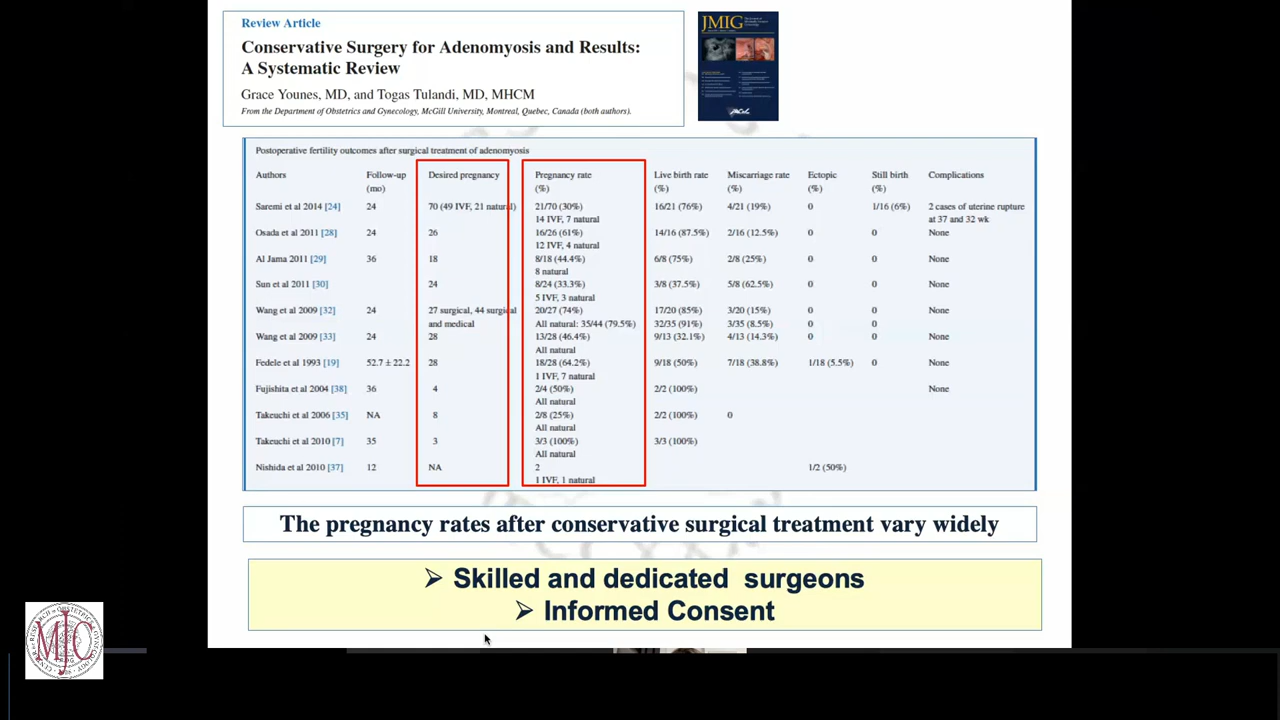 Review Article
Conservative Surgery for Adenomyosis and Results:
A Systematic Review
Grace Younes, MD, and Togas Tulandi, MD, MHCM
From the Department of Obstetrics and Gynecology, McGill University, Montreal, Quebec, Canada (both authors).
JMIG
Postoperative fertility outcomes after surgical treatment of adenomyosis
Authors Follow-up Desired pregnancy Pregnancy rate Live birth rate Miscarriage rate Ectopic Still birth Complications
(mo) (%) (%) (%) (%) (%)
Saremi et al 2014 [24] 24 70 (49 IVF, 21 natural) 21/70 (30%) 16/21 (76%) 4/21 (19%) 0 1/16 (6%) 2 cases of uterine rupture
14 IVF, 7 natural at 37 and 32 wk
Osada et al 2011 [28] 24 26 16/26 (61%) 14/16 (87.5%) 2/16 (12.5%) 0 0 None
12 IVF, 4 natural
Al Jama 2011 [29] 36 18 8/18 (44.4%) 6/8 (75%) 2/8 (25%) 0 0 None
8 natural
Sun et al 2011 [30] 24 8/24 (33.3%) 3/8 (37.5%) 5/8 (62.5%) 0 0 None
5 IVF, 3 natural
Wang et al 2009 [32] 24 27 surgical, 44 surgical 20/27 (74%) 17/20 (85%) 3/20 (15%) 0 0 None
and medical All natural: 35/44 (79.5%) 32/35 (91%) 3/35 (8.5%) 0 0
Wang et al 2009 [33] 24 28 13/28 (46.4%) 9/13 (32.1%) 4/13 (14.3%) 0 0 None
All natural
Fedele et al 1993 [19] 52.7 ± 22.2 28 18/28 (64.2%) 9/18 (50%) 7/18 (38.8%) 1/18 (5.5%) 0 None
1 IVF, 7 natural
Fujishita et al 2004 [38] 36 4 2/4 (50%) 2/2 (100%) None
All natural
Takeuchi et al 2006 [35] NA 8 2/8 (25%) 2/2 (100%) 0
All natural
Takeuchi et al 2010 [7] 35 3 3/3 (100%) 3/3 (100%)
All natural
Nishida et al 2010 [37] 12 NA 2 1/2 (50%)
1 IVF, 1 natural
The pregnancy rates after conservative surgical treatment vary widely
➢ Skilled and dedicated surgeons
➢ Informed Consent
MJC